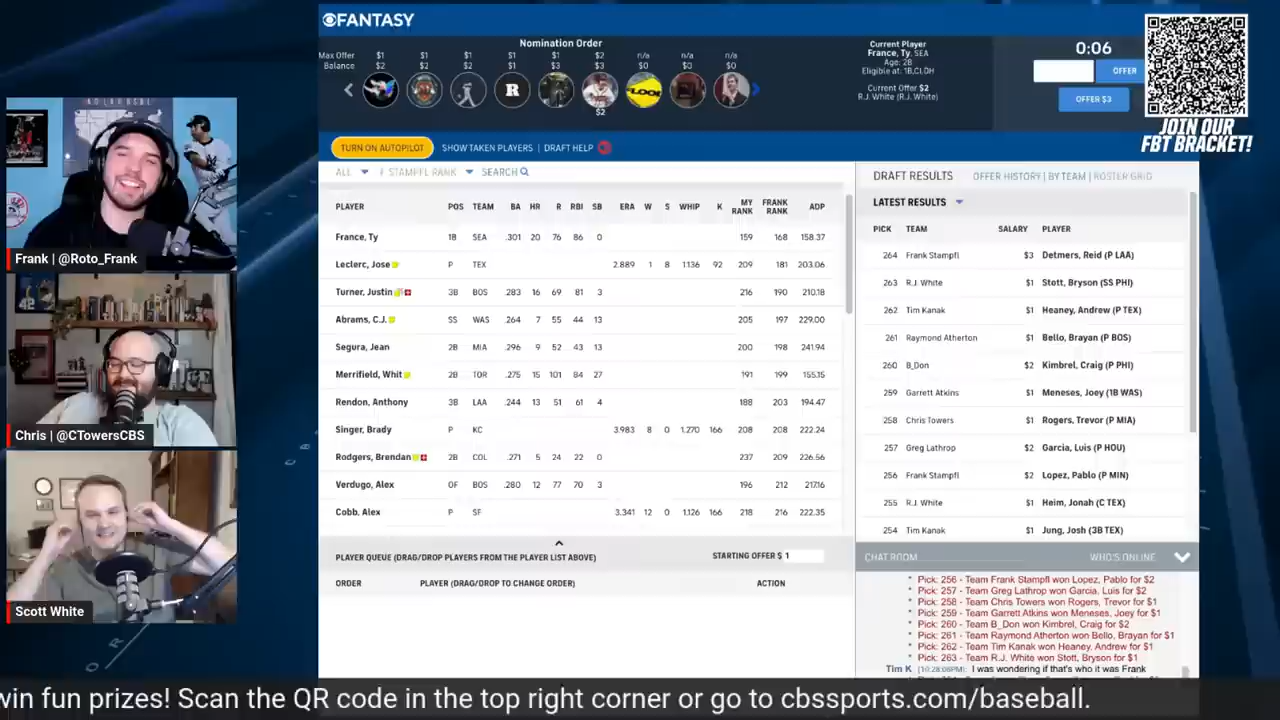 FANTASY
Nomination Order
Max Offer $1 $1 $1 $1 $1 $2 n/a n/a n/a
Balance $2 $2 $2 $1 $3 $3 $0 $0 $0
R
$2
Current Player
France, Ty, SEA
Age: 28
Eligible at: 1B,CI,DH
Current Offer $2
R.J. White (R.J. White)
0:06
OFFER
OFFER $3
JOIN OUR
FBT BRACKET!
TURN ON AUTOPILOT SHOW TAKEN PLAYERS | DRAFT HELP
ALL F STAMPFL RANK SEARCH
PLAYER POS TEAM BA HR R RBI SB ERA W S WHIP K MY RANK FRANK RANK ADP
France, Ty 1B SEA .301 20 76 86 0 159 168 158.37
Leclerc, Jose P TEX 2.889 1 8 1.136 92 209 181 203.06
Turner, Justin 3B BOS .283 16 69 81 3 216 190 210.18
Abrams, C.J. SS WAS .264 7 55 44 13 205 197 229.00
Segura, Jean 2B MIA .296 9 52 43 13 200 198 241.94
Merrifield, Whit 2B TOR .275 15 101 84 27 191 199 155.15
Rendon, Anthony 3B LAA .244 13 51 61 4 188 203 194.47
Singer, Brady P KC 3.983 8 0 1.270 166 208 208 222.24
Rodgers, Brendan 2B COL .271 5 24 22 0 237 209 226.56
Verdugo, Alex OF BOS .280 12 77 70 3 196 212 217.16
Cobb, Alex P SF 3.341 12 0 1.126 166 218 216 222.35
PLAYER QUEUE (DRAG/DROP PLAYERS FROM THE PLAYER LIST ABOVE) STARTING OFFER $ 1
ORDER PLAYER (DRAG/DROP TO CHANGE ORDER) ACTION
DRAFT RESULTS OFFER HISTORY | BY TEAM | ROSTER GRID
LATEST RESULTS
PICK TEAM SALARY PLAYER
264 Frank Stampfl $3 Detmers, Reid (P LAA)
263 R.J. White $1 Stott, Bryson (SS PHI)
262 Tim Kanak $1 Heaney, Andrew (P TEX)
261 Raymond Atherton $1 Bello, Brayan (P BOS)
260 B_Don $2 Kimbrel, Craig (P PHI)
259 Garrett Atkins $1 Meneses, Joey (1B WAS)
258 Chris Towers $1 Rogers, Trevor (P MIA)
257 Greg Lathrop $2 Garcia, Luis (P HOU)
256 Frank Stampfl $2 Lopez, Pablo (P MIN)
255 R.J. White $1 Heim, Jonah (C TEX)
254 Tim Kanak $1 Jung, Josh (3B TEX)
CHAT ROOM WHO'S ONLINE
* Pick: 256 - Team Frank Stampfl won Lopez, Pablo for $2
* Pick: 257 - Team Greg Lathrop won Garcia, Luis for $2
* Pick: 258 - Team Chris Towers won Rogers, Trevor for $1
* Pick: 259 - Team Garrett Atkins won Meneses, Joey for $1
* Pick: 260 - Team B_Don won Kimbrel, Craig for $2
* Pick: 261 - Team Raymond Atherton won Bello, Brayan for $1
* Pick: 262 - Team Tim Kanak won Heaney, Andrew for $1
* Pick: 263 - Team R.J. White won Stott, Bryson for $1
Tim K [10:28:06PM]: I was wondering if that's who it was Frank
Frank | @Roto_Frank
Chris | @CTowersCBS
Scott White
win fun prizes! Scan the QR code in the top right corner or go to cbssports.com/baseball.